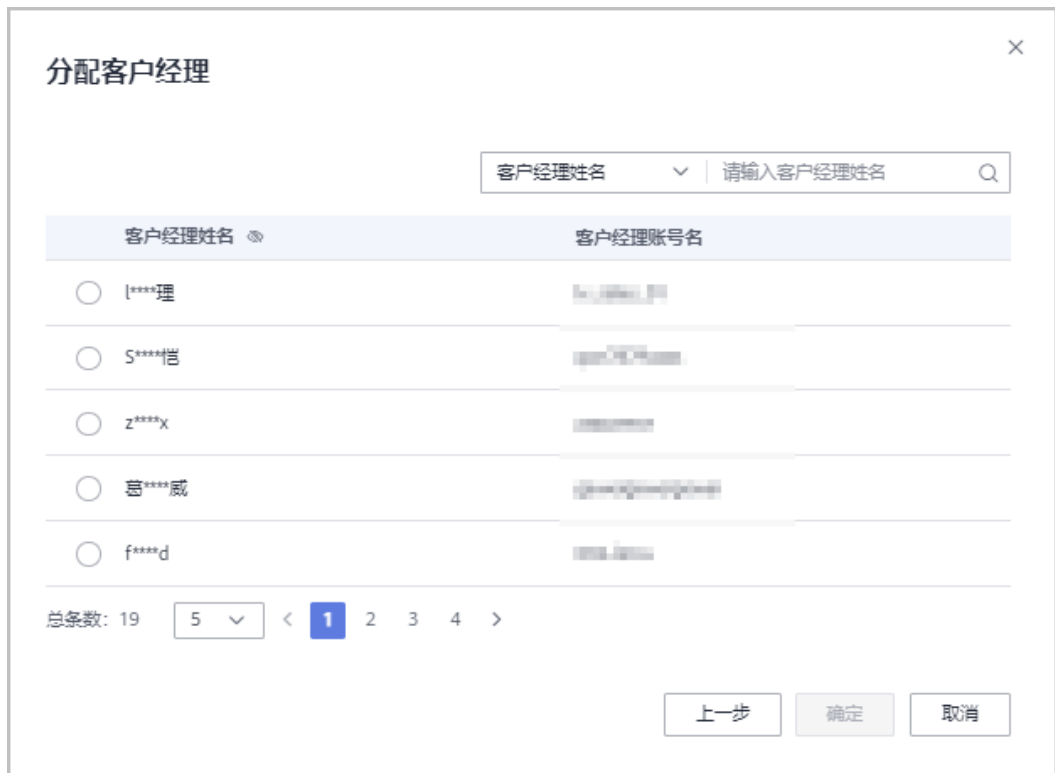 分配客户经理
客户经理姓名 请输入客户经理姓名
客户经理姓名 客户经理账号名
l****理
S****恺
z****x
葛****威
f****d
总条数：19 5 1 2 3 4
上一步 确定 取消